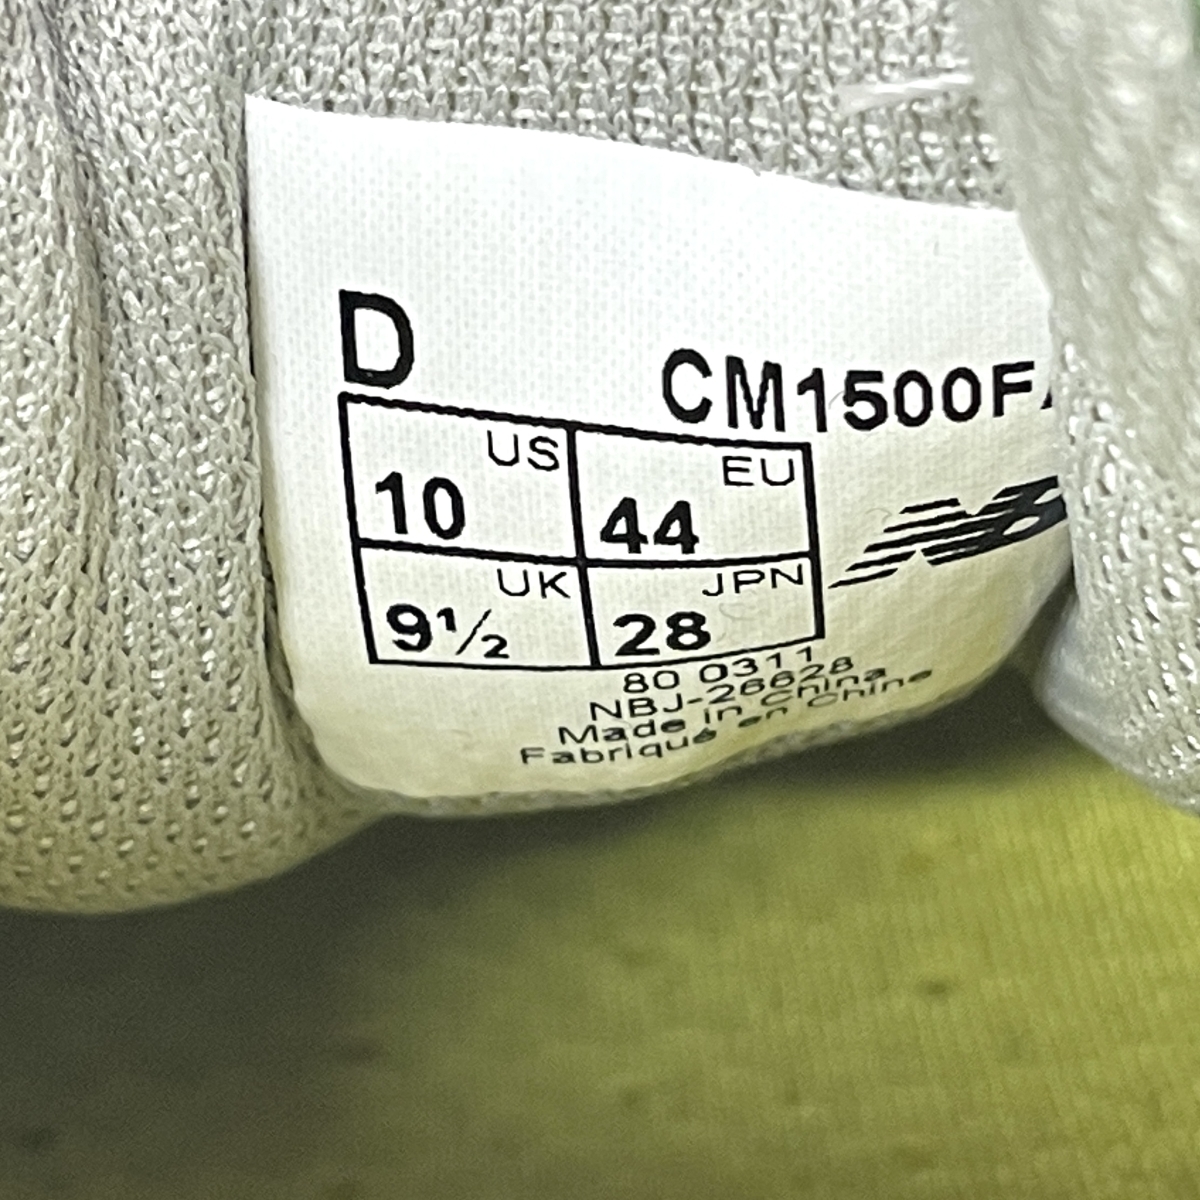 D
CM1500F
US 10
EU 44
UK 9½
JPN 28
80 0311
NBJ-26628
Made in China
Fabriqué en Chine